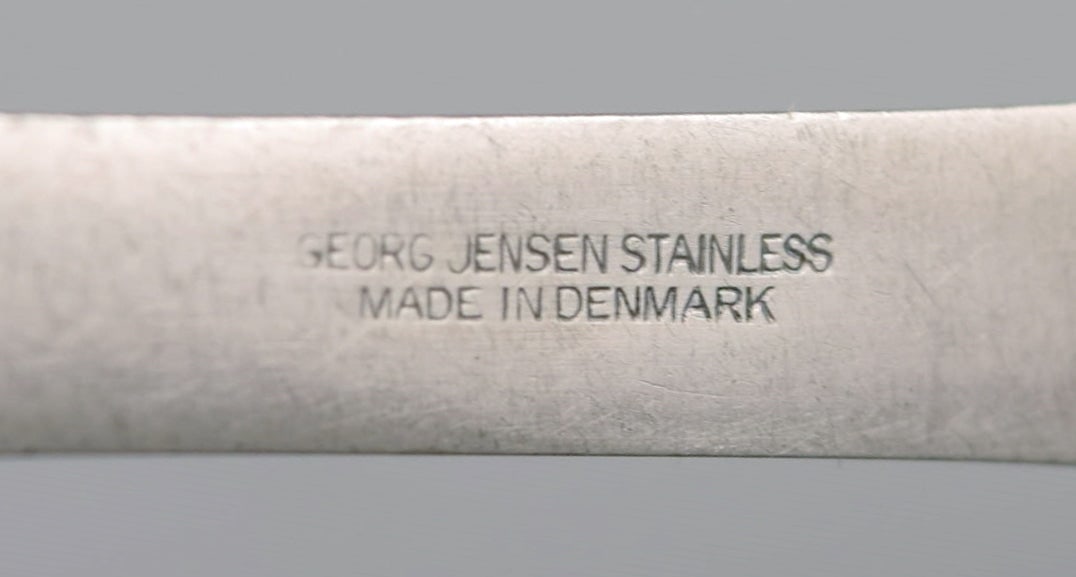 GEORG JENSEN STAINLESS
MADE IN DENMARK